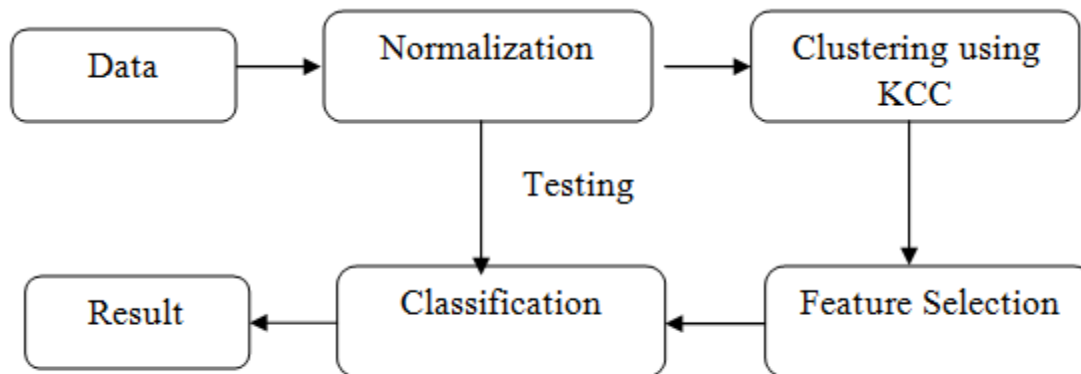 Data
Normalization
Clustering using
KCC
Testing
Result
Classification
Feature Selection